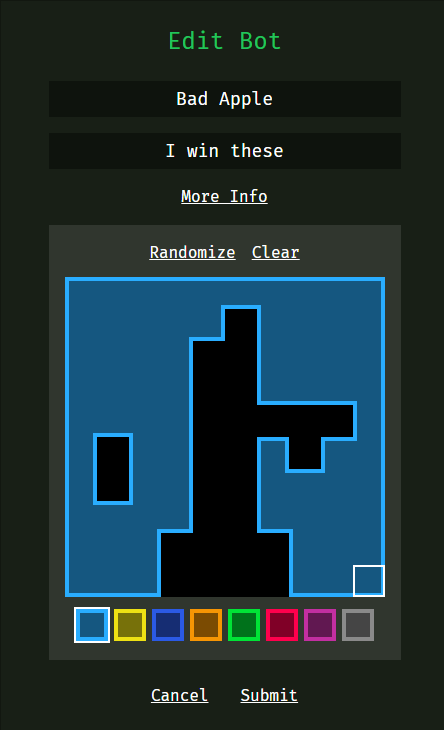 Edit Bot
Bad Apple
I win these
More Info
Randomize Clear
Cancel Submit